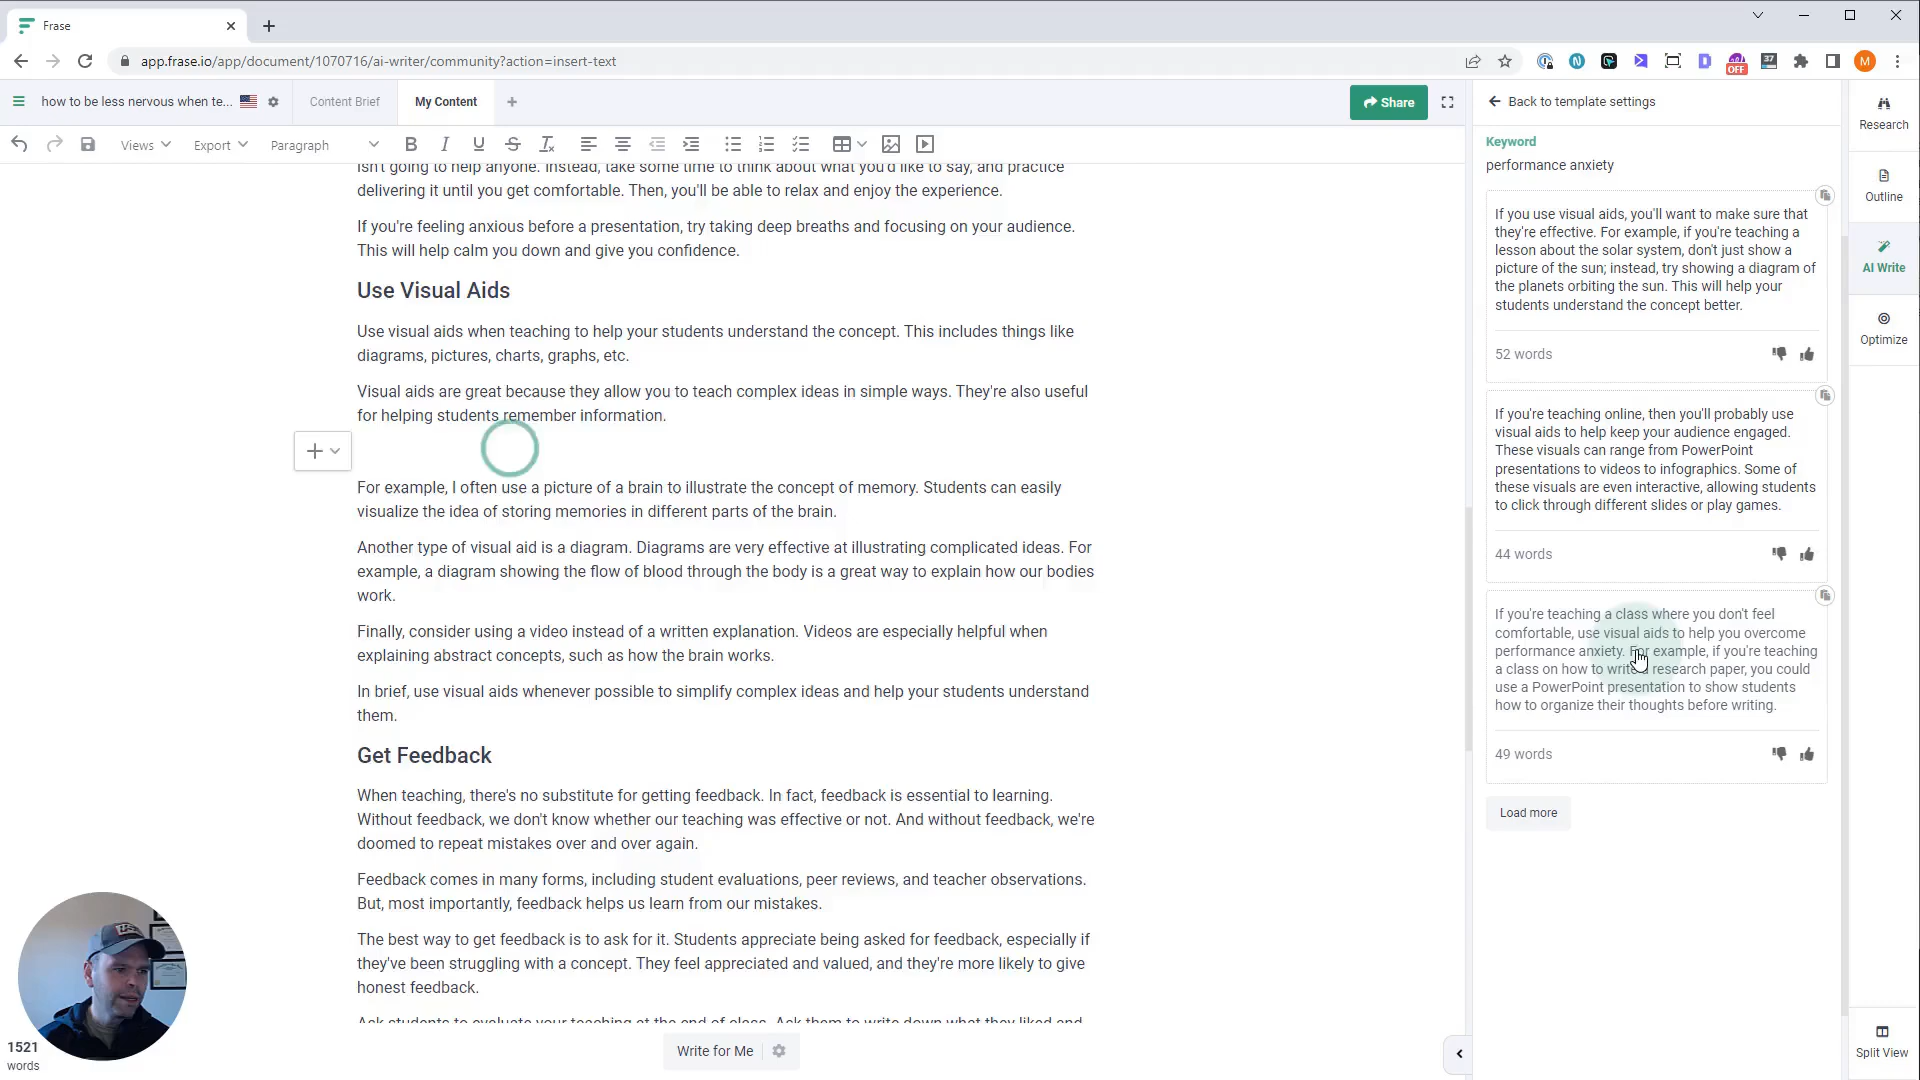 Frase
app.frase.io/app/document/1070716/ai-writer/community?action=insert-text
OFF
37
M
how to be less nervous when te...
Content Brief
My Content
Share
Back to template settings
Research
Views
Export
Paragraph
Keyword
performance anxiety
isn't going to help anyone. Instead, take some time to think about what you'd like to say, and practice
delivering it until you get comfortable. Then, you'll be able to relax and enjoy the experience.
If you're feeling anxious before a presentation, try taking deep breaths and focusing on your audience.
This will help calm you down and give you confidence.
Use Visual Aids
Use visual aids when teaching to help your students understand the concept. This includes things like
diagrams, pictures, charts, graphs, etc.
Visual aids are great because they allow you to teach complex ideas in simple ways. They're also useful
for helping students remember information.
For example, I often use a picture of a brain to illustrate the concept of memory. Students can easily
visualize the idea of storing memories in different parts of the brain.
Another type of visual aid is a diagram. Diagrams are very effective at illustrating complicated ideas. For
example, a diagram showing the flow of blood through the body is a great way to explain how our bodies
work.
Finally, consider using a video instead of a written explanation. Videos are especially helpful when
explaining abstract concepts, such as how the brain works.
In brief, use visual aids whenever possible to simplify complex ideas and help your students understand
them.
Get Feedback
When teaching, there's no substitute for getting feedback. In fact, feedback is essential to learning.
Without feedback, we don't know whether our teaching was effective or not. And without feedback, we're
doomed to repeat mistakes over and over again.
Feedback comes in many forms, including student evaluations, peer reviews, and teacher observations.
But, most importantly, feedback helps us learn from our mistakes.
The best way to get feedback is to ask for it. Students appreciate being asked for feedback, especially if
they've been struggling with a concept. They feel appreciated and valued, and they're more likely to give
honest feedback.
Ask students to evaluate your teaching at the end of class. Ask them to write down what they liked and
1521
words
Write for Me
If you use visual aids, you'll want to make sure that
they're effective. For example, if you're teaching a
lesson about the solar system, don't just show a
picture of the sun; instead, try showing a diagram of
the planets orbiting the sun. This will help your
students understand the concept better.
52 words
If you're teaching online, then you'll probably use
visual aids to help keep your audience engaged.
These visuals can range from PowerPoint
presentations to videos to infographics. Some of
these visuals are even interactive, allowing students
to click through different slides or play games.
44 words
If you're teaching a class where you don't feel
comfortable, use visual aids to help you overcome
performance anxiety. For example, if you're teaching
a class on how to write a research paper, you could
use a PowerPoint presentation to show students
how to organize their thoughts before writing.
49 words
Load more
Outline
AI Write
Optimize
Split View